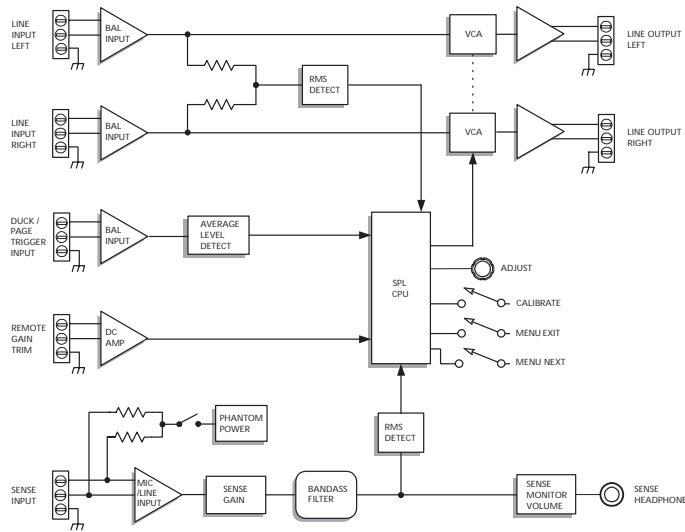 LINE
INPUT
LEFT
BAL
INPUT
VCA
LINE OUTPUT
LEFT
RMS
DETECT
LINE
INPUT
RIGHT
BAL
INPUT
VCA
LINE OUTPUT
RIGHT
DUCK /
PAGE
TRIGGER
INPUT
BAL
INPUT
AVERAGE
LEVEL
DETECT
SPL
CPU
ADJUST
CALIBRATE
MENU EXIT
MENU NEXT
REMOTE
GAIN
TRIM
DC
AMP
PHANTOM
POWER
RMS
DETECT
SENSE
INPUT
MIC
/LINE
INPUT
SENSE
GAIN
BANDASS
FILTER
SENSE
MONITOR
VOLUME
SENSE
HEADPHONE